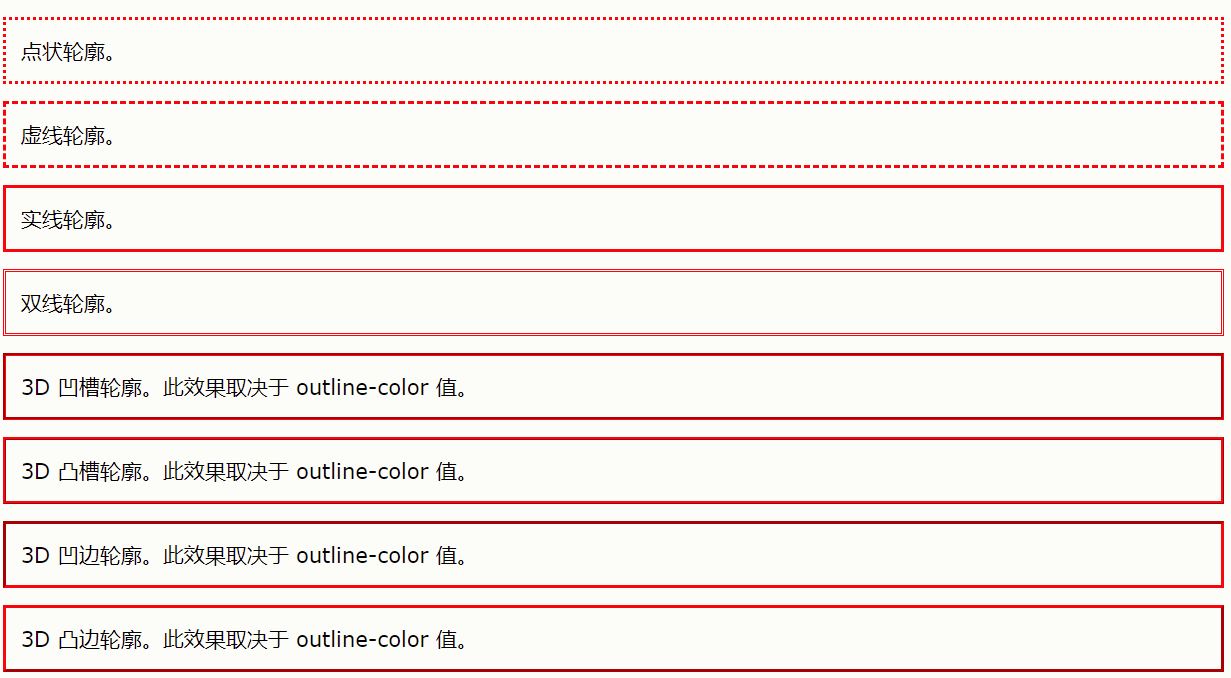 点状轮廓。
虚线轮廓。
实线轮廓。
双线轮廓。
3D 凹槽轮廓。此效果取决于 outline-color 值。
3D 凸槽轮廓。此效果取决于 outline-color 值。
3D 凹边轮廓。此效果取决于 outline-color 值。
3D 凸边轮廓。此效果取决于 outline-color 值。